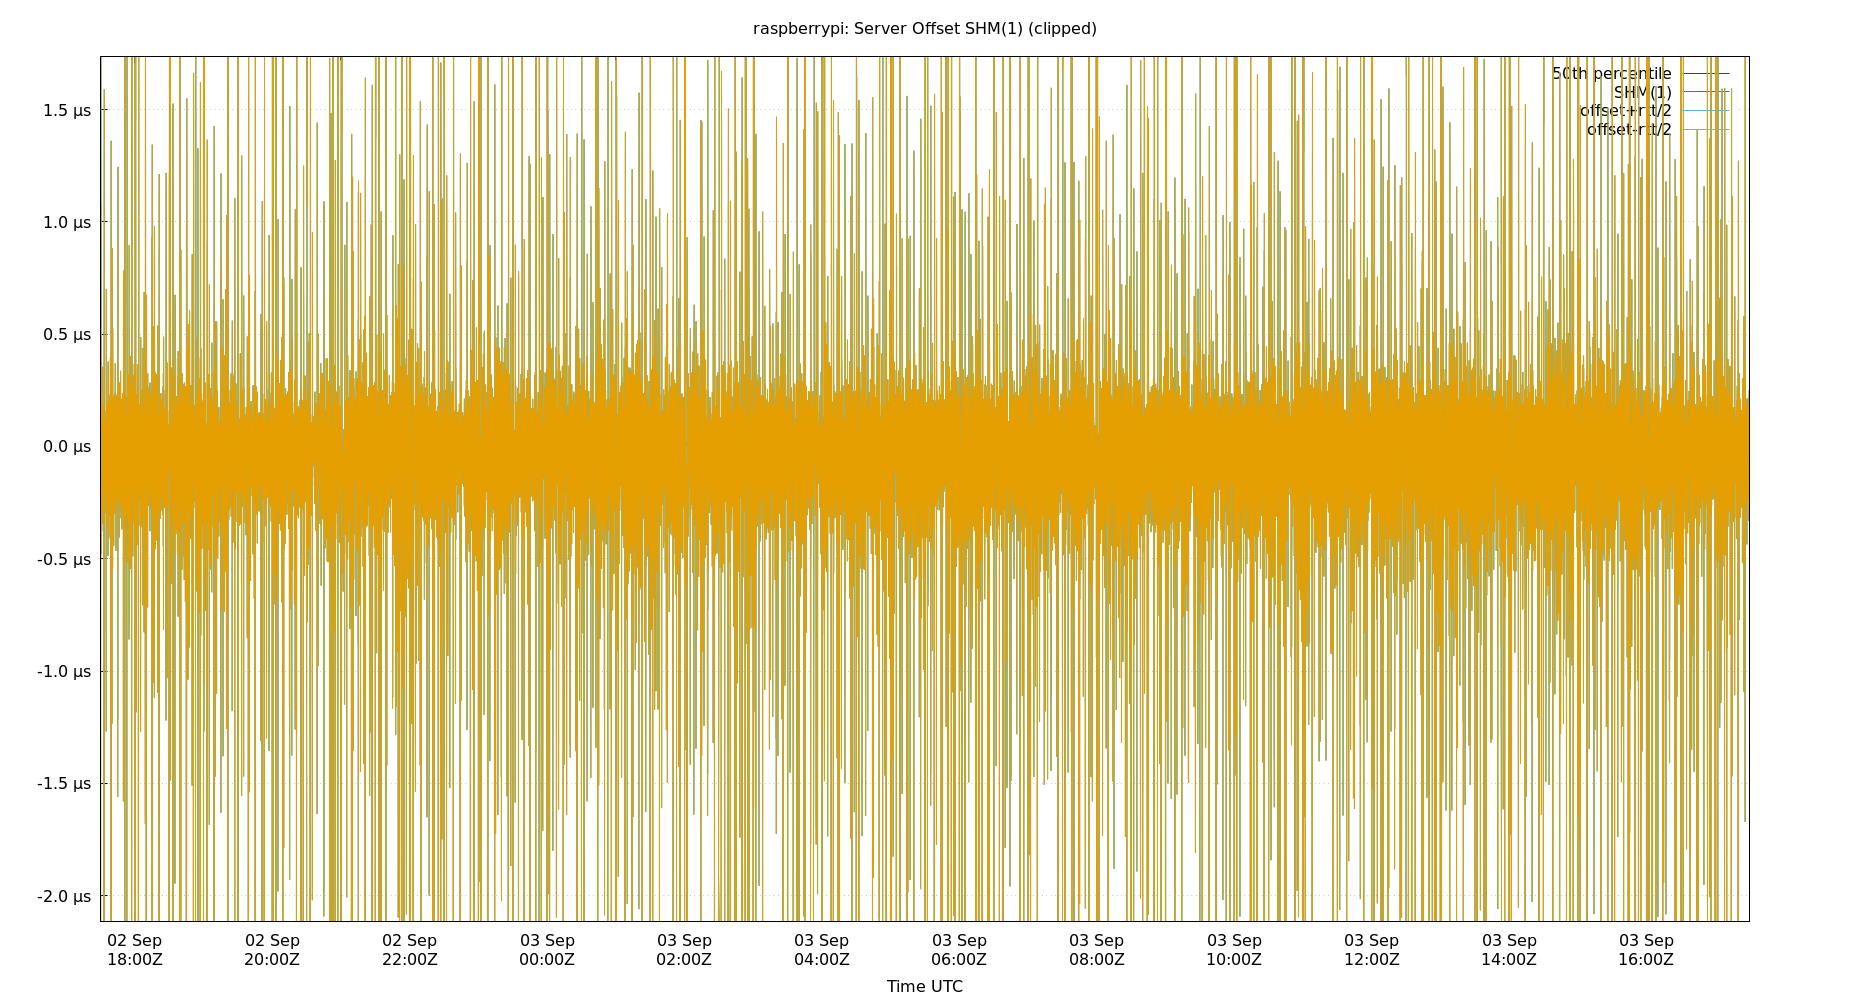 raspberrypi: Server Offset SHM(1) (clipped)
50th percentile
SHM(1)
offset+rtt/2
offset-rtt/2
1.5 µs
1.0 µs
0.5 µs
0.0 µs
-0.5 µs
-1.0 µs
-1.5 µs
-2.0 µs
02 Sep 02 Sep 02 Sep 03 Sep 03 Sep 03 Sep 03 Sep 03 Sep 03 Sep 03 Sep 03 Sep 03 Sep
18:00Z 20:00Z 22:00Z 00:00Z 02:00Z 04:00Z 06:00Z 08:00Z 10:00Z 12:00Z 14:00Z 16:00Z
Time UTC